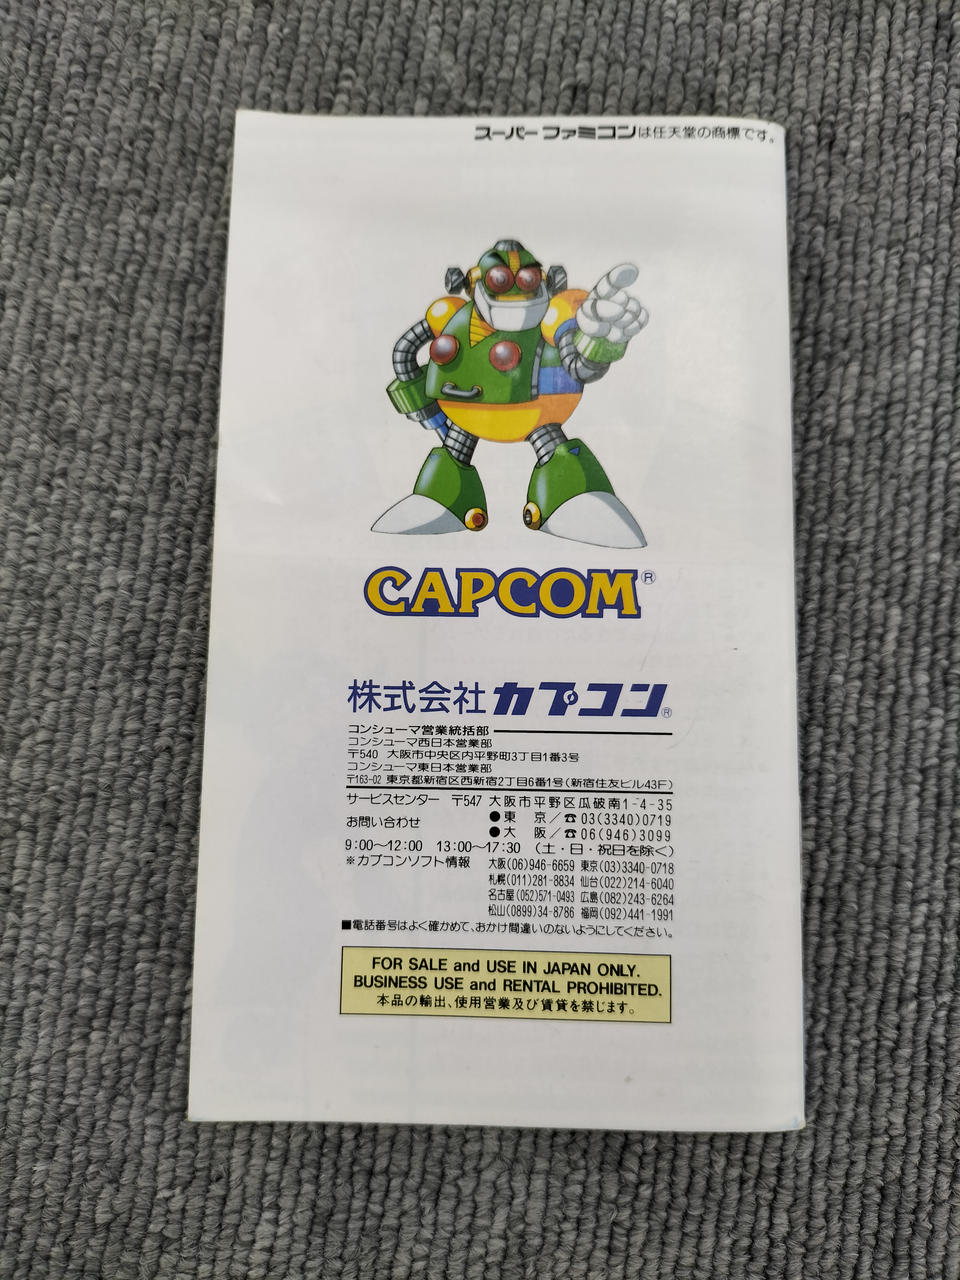 スーパーファミコンは任天堂の商標です。
CAPCOM®
株式会社カプコン®
コンシューマ営業統括部
コンシューマ西日本営業部
〒540 大阪市中央区内平野町3丁目1番3号
コンシューマ東日本営業部
〒163-02 東京都新宿区西新宿2丁目6番1号(新宿住友ビル43F)
サービスセンター 〒547 大阪市平野区瓜破南1-4-35
お問い合わせ
●東 京/☎03(3340)0719
●大 阪/☎06(946)3099
9:00〜12:00 13:00〜17:30 (土・日・祝日を除く)
※カプコンソフト情報 大阪(06)946-6659 東京(03)3340-0718
札幌(011)281-8834 仙台(022)214-6040
名古屋(052)571-0493 広島(082)243-6264
松山(0899)34-8786 福岡(092)441-1991
■電話番号はよく確かめて、おかけ間違いのないようにしてください。
FOR SALE and USE IN JAPAN ONLY.
BUSINESS USE and RENTAL PROHIBITED.
本品の輸出、使用営業及び賃貸を禁じます。